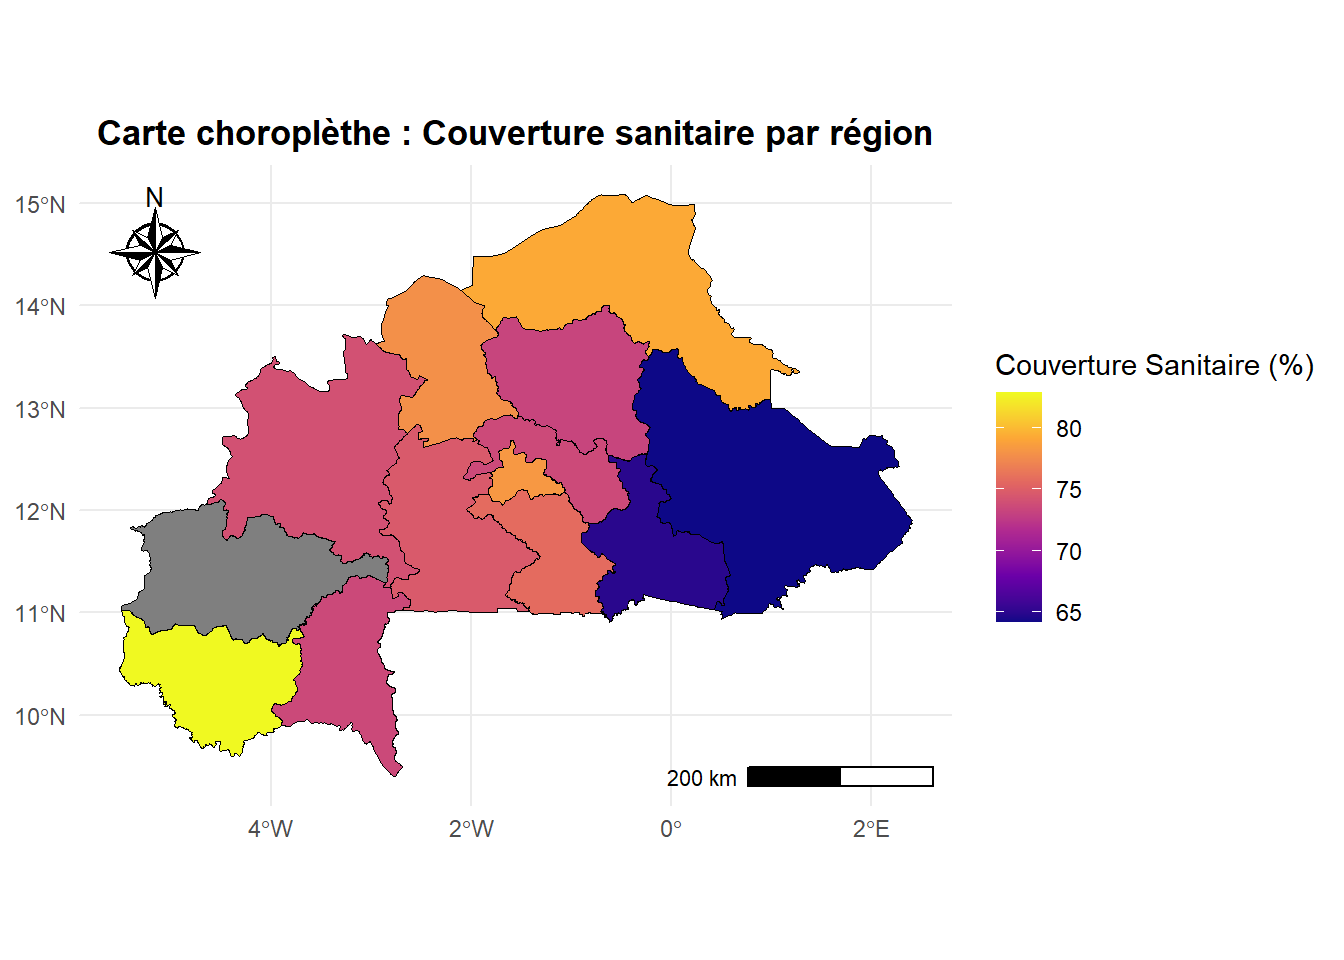 Carte choroplèthe : Couverture sanitaire par région
N
15°N
14°N
13°N
12°N
11°N
10°N
4°W
2°W
0°
2°E
200 km
Couverture Sanitaire (%)
80
75
70
65